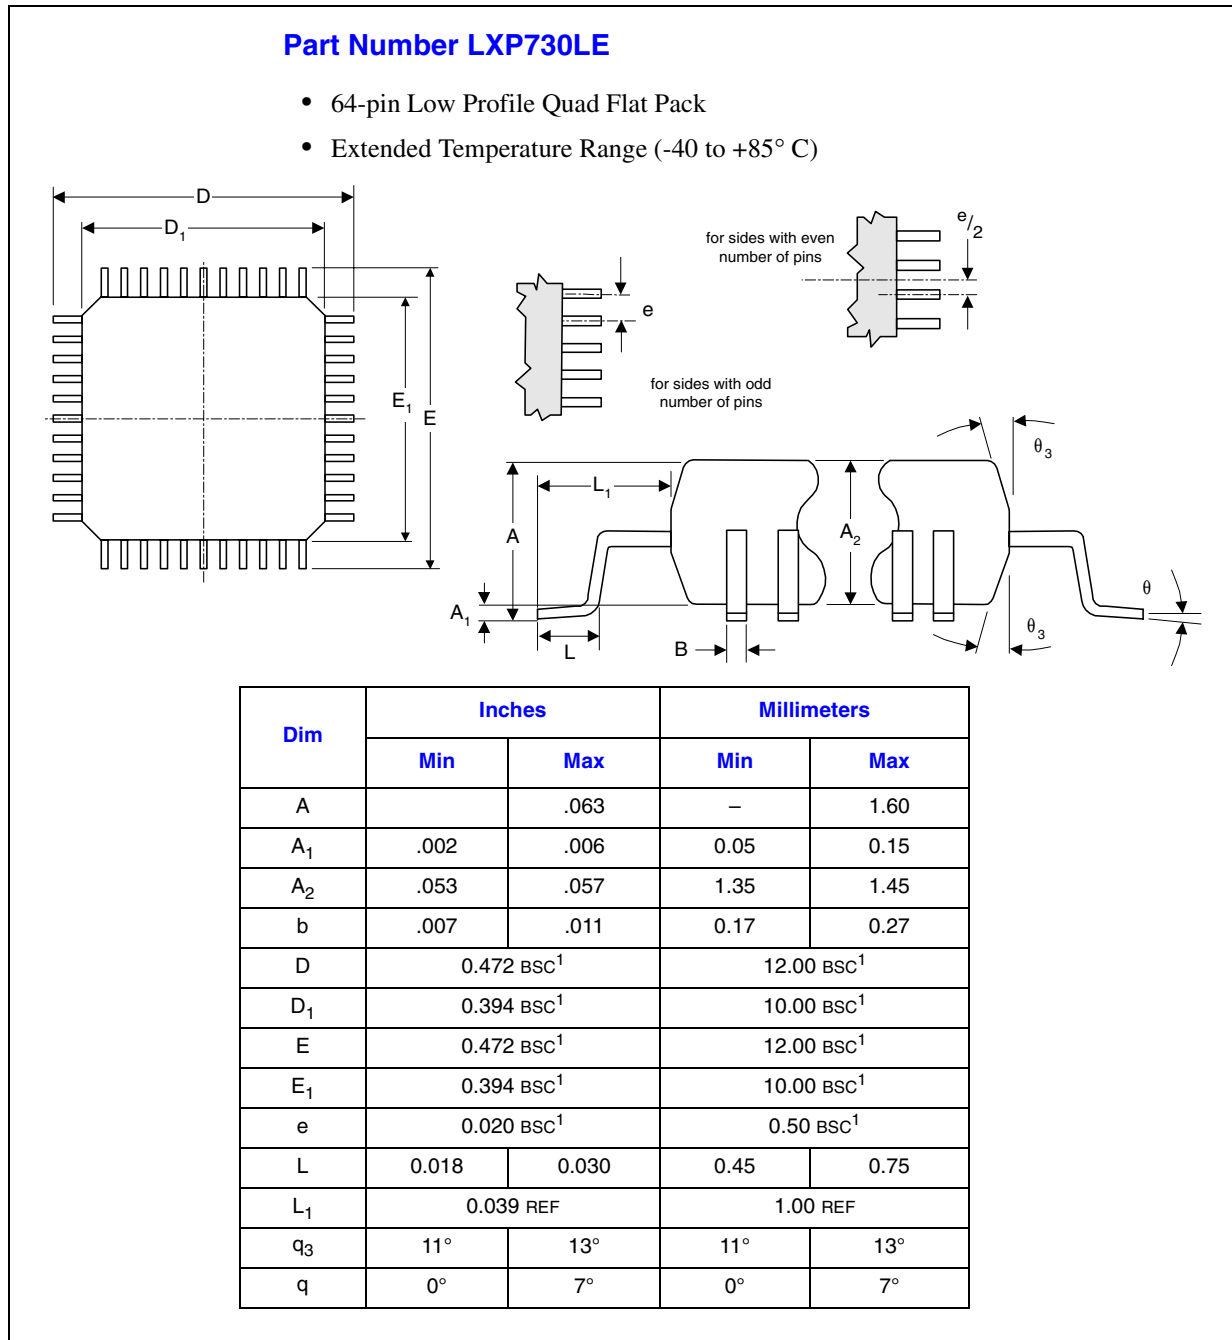 Part Number LXP730LE
• 64-pin Low Profile Quad Flat Pack
• Extended Temperature Range (-40 to +85° C)
D
D1
E1
E
e
for sides with odd
number of pins
for sides with even
number of pins
e/2
L1
A
A1
L
B
A2
θ3
θ3
θ
Dim Inches Millimeters
Min Max Min Max
A .063 – 1.60
A1 .002 .006 0.05 0.15
A2 .053 .057 1.35 1.45
b .007 .011 0.17 0.27
D 0.472 BSC1 12.00 BSC1
D1 0.394 BSC1 10.00 BSC1
E 0.472 BSC1 12.00 BSC1
E1 0.394 BSC1 10.00 BSC1
e 0.020 BSC1 0.50 BSC1
L 0.018 0.030 0.45 0.75
L1 0.039 REF 1.00 REF
q3 11° 13° 11° 13°
q 0° 7° 0° 7°